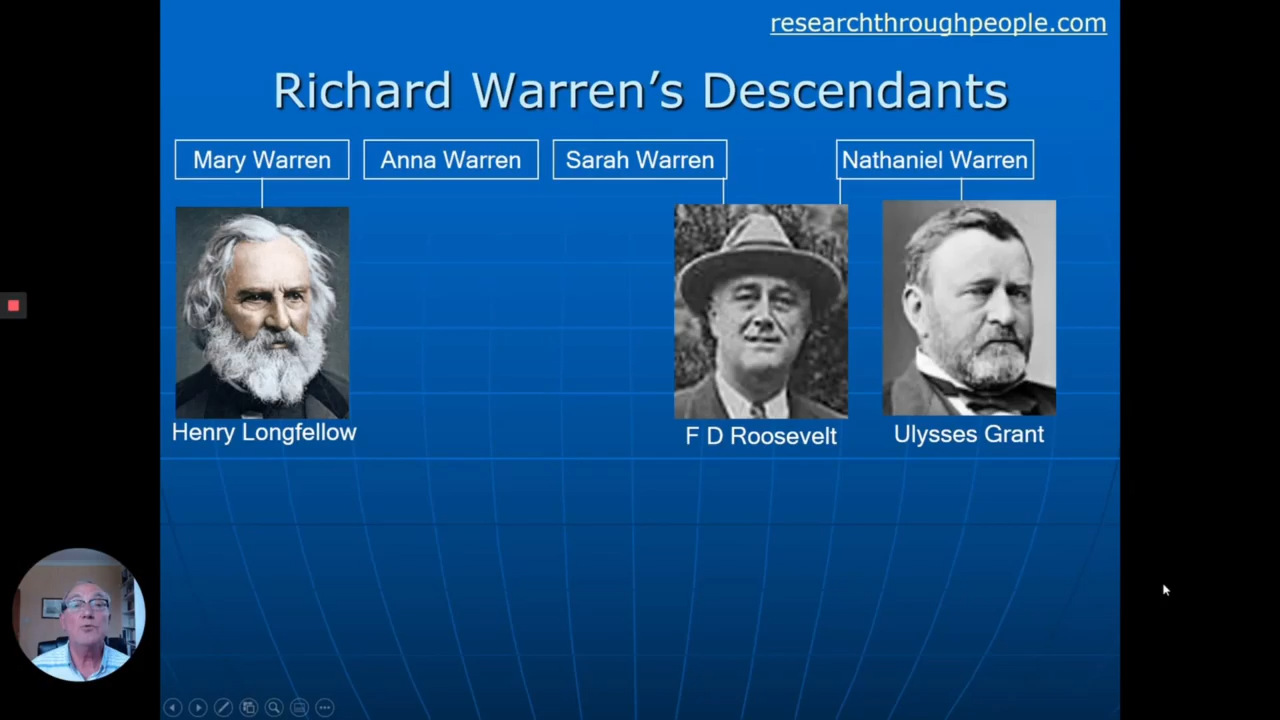 researchthroughpeople.com
Richard Warren’s Descendants
Mary Warren
Anna Warren
Sarah Warren
Nathaniel Warren
Henry Longfellow
F D Roosevelt
Ulysses Grant